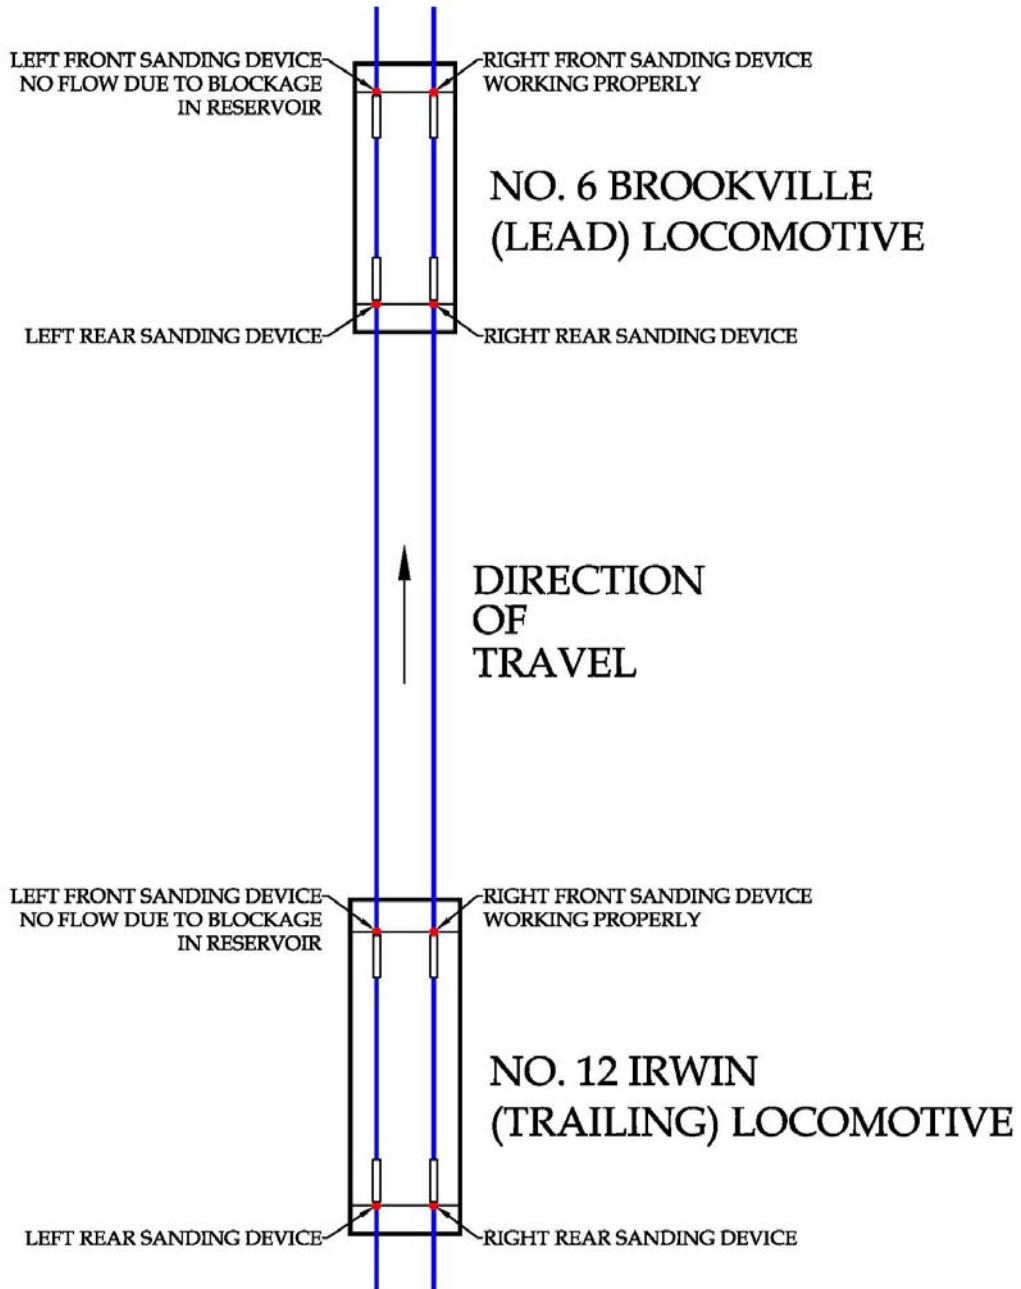 LEFT FRONT SANDING DEVICE
NO FLOW DUE TO BLOCKAGE
IN RESERVOIR
RIGHT FRONT SANDING DEVICE
WORKING PROPERLY
NO. 6 BROOKVILLE
(LEAD) LOCOMOTIVE
LEFT REAR SANDING DEVICE
RIGHT REAR SANDING DEVICE
DIRECTION
OF
TRAVEL
LEFT FRONT SANDING DEVICE
NO FLOW DUE TO BLOCKAGE
IN RESERVOIR
RIGHT FRONT SANDING DEVICE
WORKING PROPERLY
NO. 12 IRWIN
(TRAILING) LOCOMOTIVE
LEFT REAR SANDING DEVICE
RIGHT REAR SANDING DEVICE